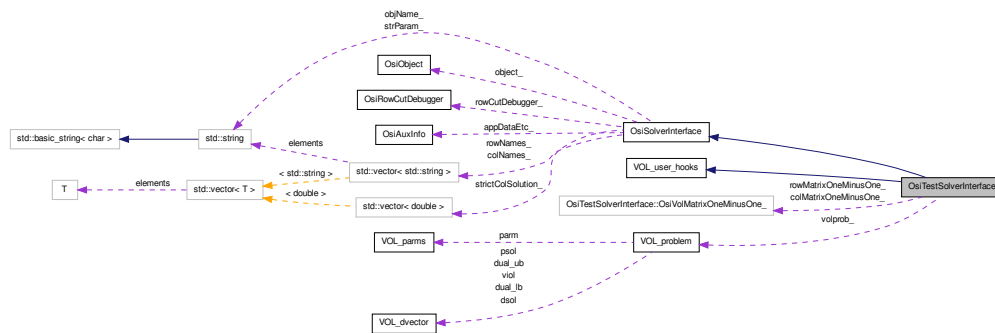 objName_
strParam_
OsiObject
object_
OsiRowCutDebugger
rowCutDebugger_
OsiAuxInfo
appDataEtc_
OsiSolverInterface
std::basic_string< char >
std::string
rowNames_
colNames_
elements
std::vector< std::string >
VOL_user_hooks
< std::string >
T
elements
std::vector< T >
strictColSolution_
OsiTestSolverInterface
rowMatrixOneMinusOne_
colMatrixOneMinusOne_
< double >
std::vector< double >
OsiTestSolverInterface::OsiVolMatrixOneMinusOne_
volprob_
VOL_parms
parm
VOL_problem
psol
dual_ub
viol
dual_lb
dsol
VOL_dvector